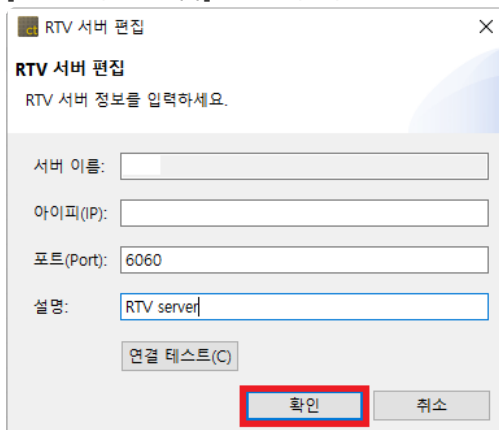 ct RTV 서버 편집
RTV 서버 편집
RTV 서버 정보를 입력하세요.
서버 이름:
아이피(IP):
포트(Port): 6060
설명: RTV server
연결 테스트(C)
확인 취소